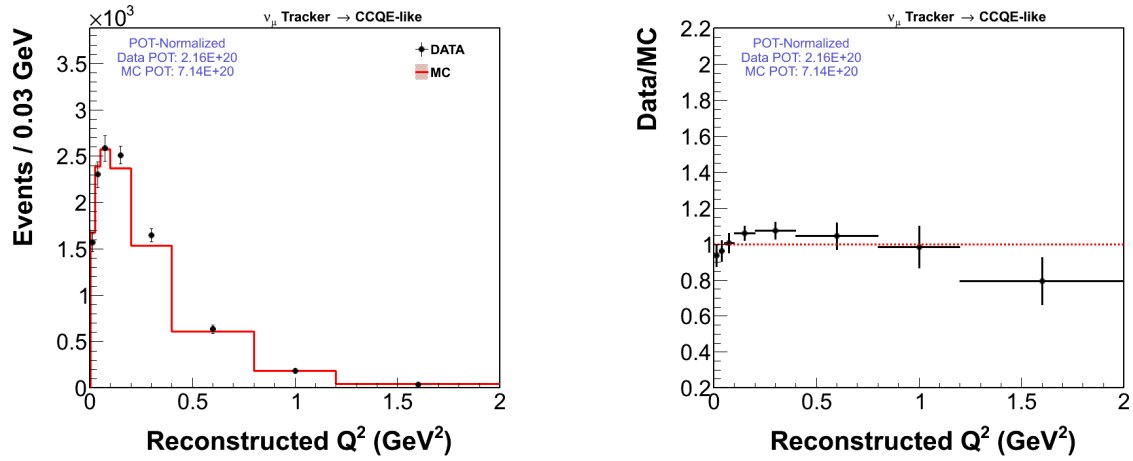 ×10³
ν_μ Tracker → CCQE-like
POT-Normalized
Data POT: 2.16E+20
MC POT: 7.14E+20
DATA
MC
Events / 0.03 GeV
3.5
3
2.5
2
1.5
1
0.5
0
0 0.5 1 1.5 2
Reconstructed Q² (GeV²)
ν_μ Tracker → CCQE-like
POT-Normalized
Data POT: 2.16E+20
MC POT: 7.14E+20
Data/MC
2.2
2
1.8
1.6
1.4
1.2
1
0.8
0.6
0.4
0.2
0 0.5 1 1.5 2
Reconstructed Q² (GeV²)